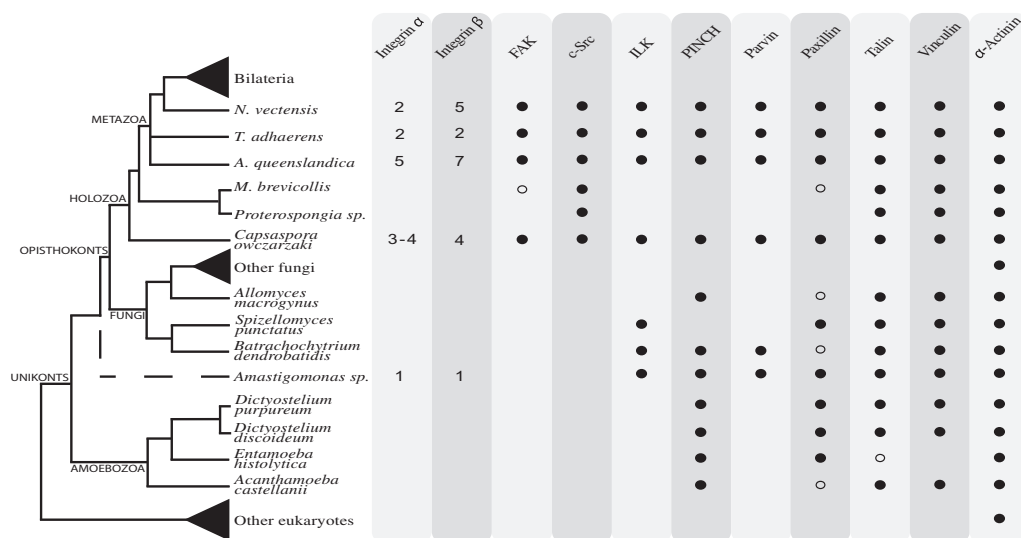 Integrin α
Integrin β
FAK
c-Src
ILK
PINCH
Parvin
Paxillin
Talin
Vinculin
α-Actinin
Bilateria
N. vectensis 2 5
METAZOA
T. adhaerens 2 2
A. queenslandica 5 7
M. brevicollis
HOLOZOA
Proterospongia sp.
Capsaspora
owczarzaki 3-4 4
OPISTHOKONTS
Other fungi
Allomyces
macrogynus
FUNGI
Spizellomyces
punctatus
Batrachochytrium
dendrobatidis
UNIKONTS
Amastigomonas sp. 1 1
Dictyostelium
purpureum
Dictyostelium
discoideum
Entamoeba
histolytica
AMOEBOZOA
Acanthamoeba
castellanii
Other eukaryotes